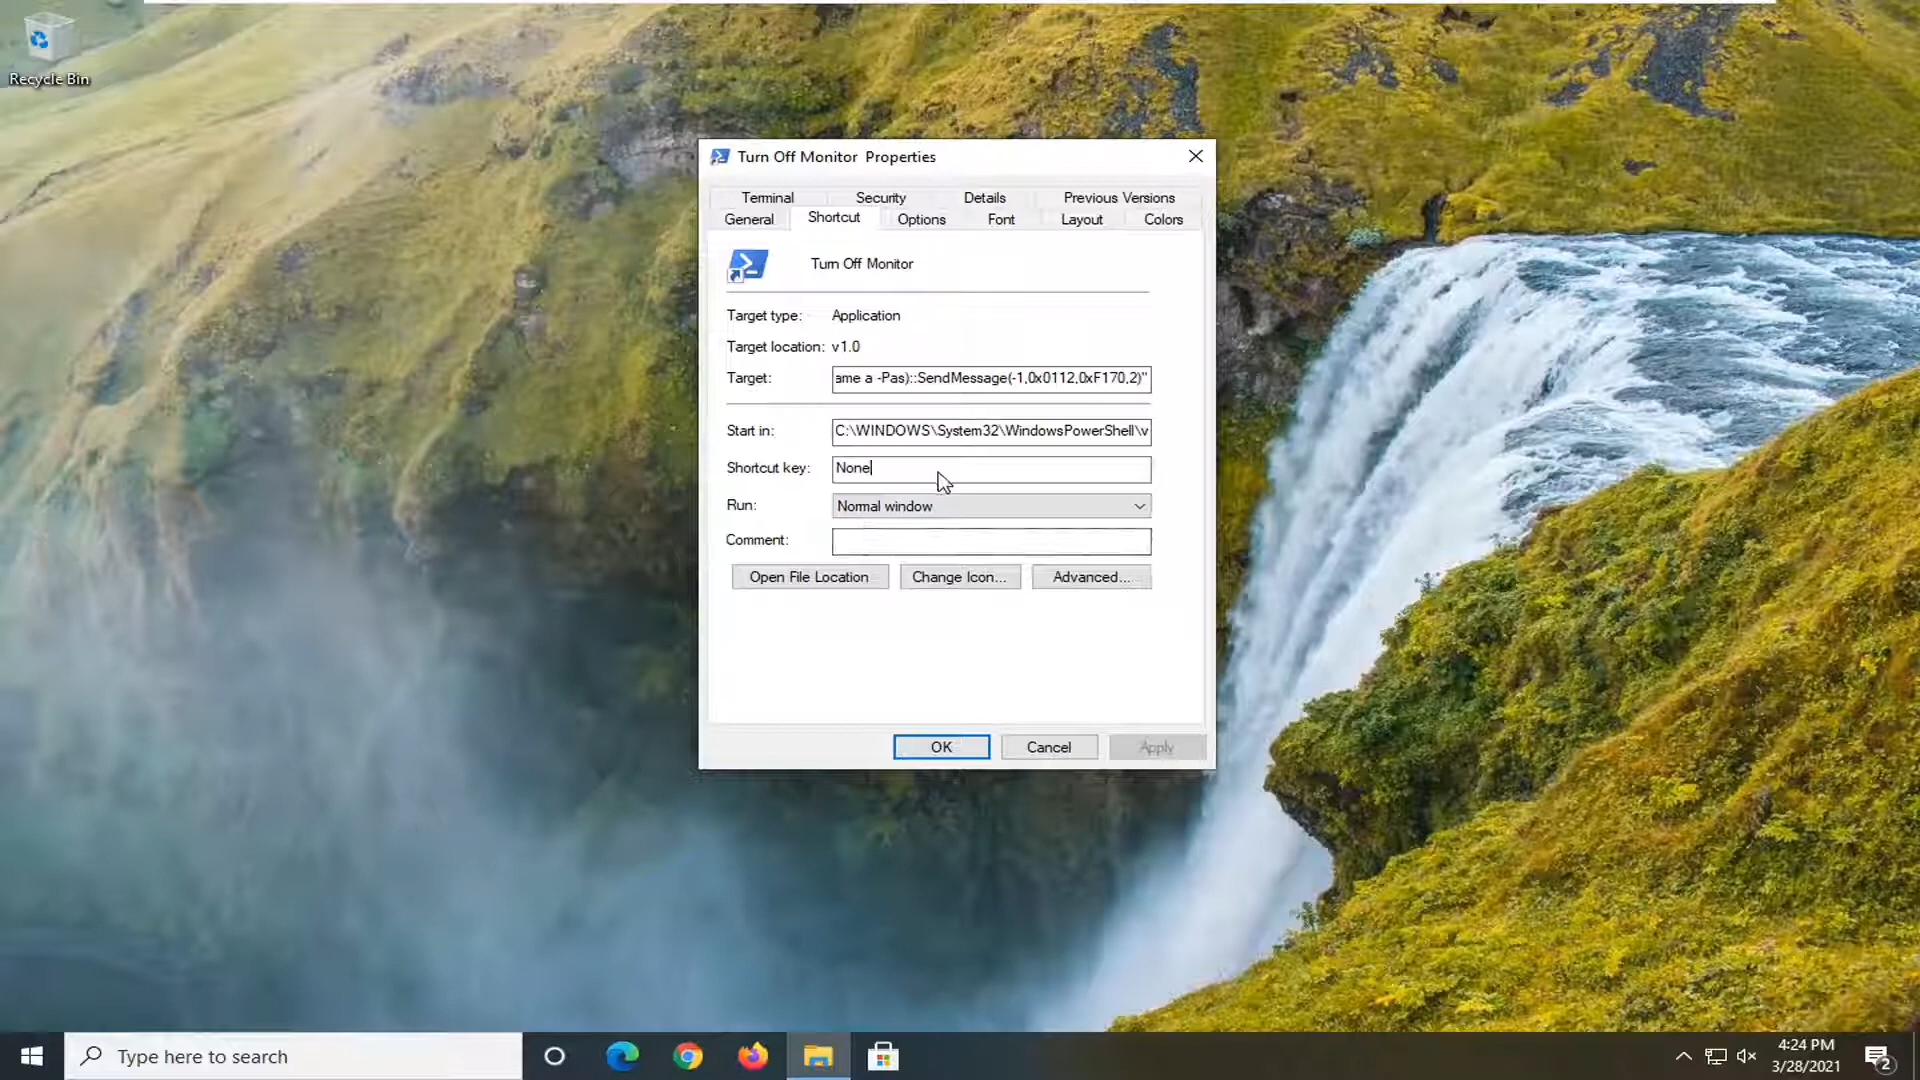 Recycle Bin
Turn Off Monitor Properties
Terminal Security Details Previous Versions
General Shortcut Options Font Layout Colors
Turn Off Monitor
Target type: Application
Target location: v1.0
Target: ame a -Pas)::SendMessage(-1,0x0112,0xF170,2)"
Start in: C:\WINDOWS\System32\WindowsPowerShell\v
Shortcut key: None
Run: Normal window
Comment:
Open File Location Change Icon... Advanced...
OK Cancel Apply
Type here to search
4:24 PM
3/28/2021
2